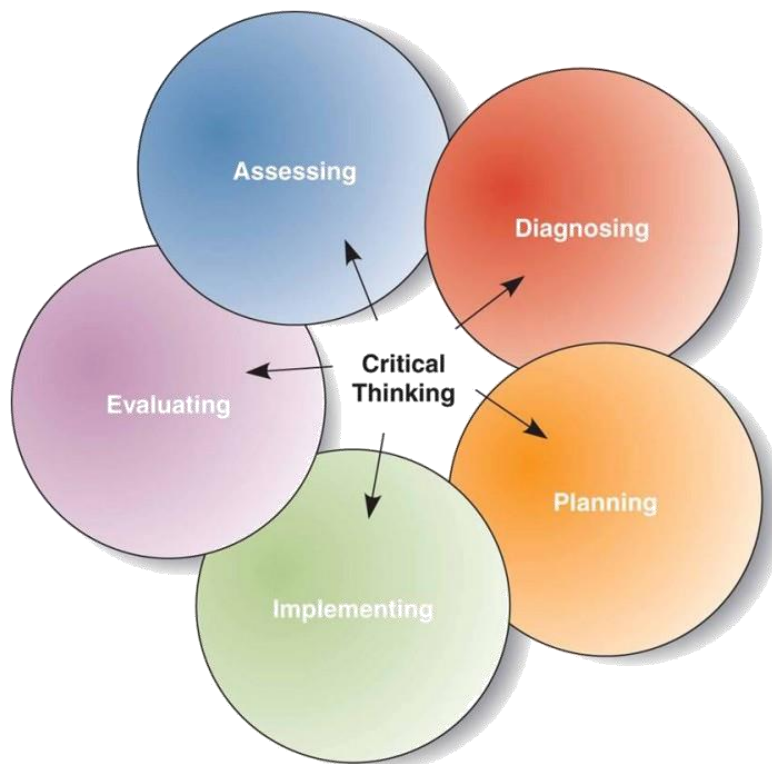 Assessing
Diagnosing
Critical
Thinking
Evaluating
Planning
Implementing